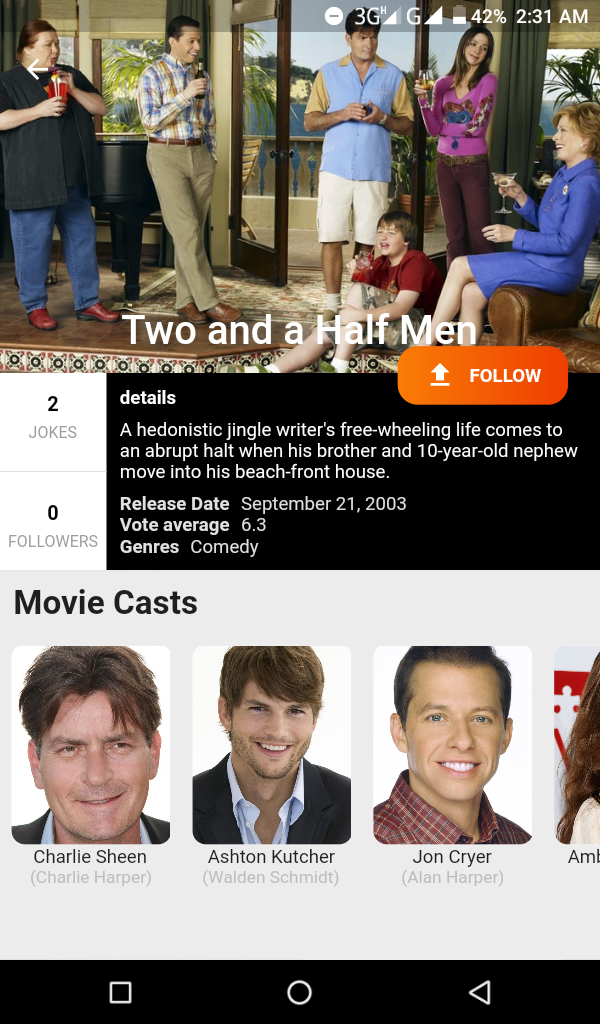 3G H G 42% 2:31 AM
Two and a Half Men
FOLLOW
2
JOKES
0
FOLLOWERS
details
A hedonistic jingle writer's free-wheeling life comes to
an abrupt halt when his brother and 10-year-old nephew
move into his beach-front house.
Release Date September 21, 2003
Vote average 6.3
Genres Comedy
Movie Casts
Charlie Sheen
(Charlie Harper)
Ashton Kutcher
(Walden Schmidt)
Jon Cryer
(Alan Harper)
Amb